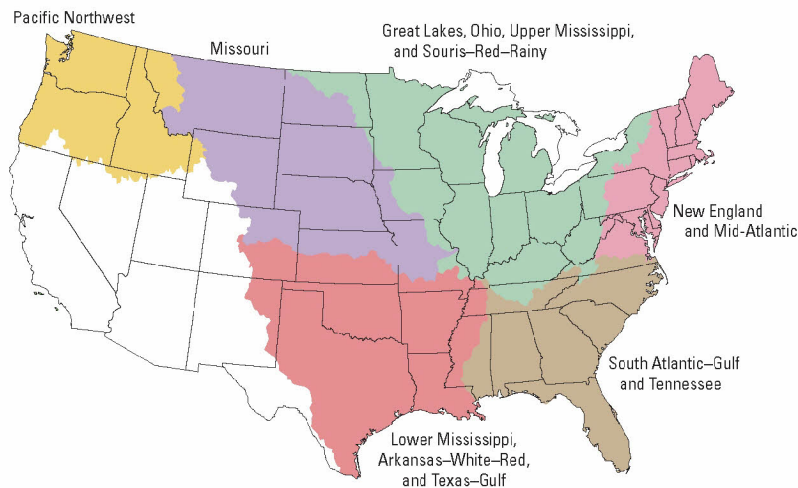 Pacific Northwest
Missouri
Great Lakes, Ohio, Upper Mississippi,
and Souris–Red–Rainy
New England
and Mid-Atlantic
South Atlantic–Gulf
and Tennessee
Lower Mississippi,
Arkansas–White–Red,
and Texas–Gulf